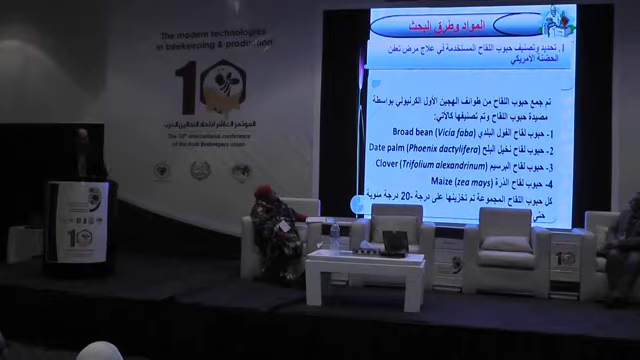 The modern technologies
in beekeeping & production
10
المؤتمر العاشر لاتحاد النحالين العرب
The 10th international conference
of the Arab Beekeepers union
المواد وطرق البحث
1. تحديد وتصنيف حبوب اللقاح المستخدمة في علاج مرض تعفن
الحضنة الامريكي
تم جمع حبوب اللقاح من طوائف الهجين الأول الكرنيولي بواسطة
مصيدة حبوب اللقاح وتم تصنيفها كالآتي:
1- حبوب لقاح الفول البلدي Broad bean (Vicia faba)
2- حبوب لقاح نخيل البلح Date palm (Phoenix dactylifera)
3- حبوب لقاح البرسيم Clover (Trifolium alexandrinum)
4- حبوب لقاح الذرة Maize (zea mays)
كل حبوب اللقاح المجموعة تم تخزينها على درجة -20 درجة مئوية
حتي
10
10